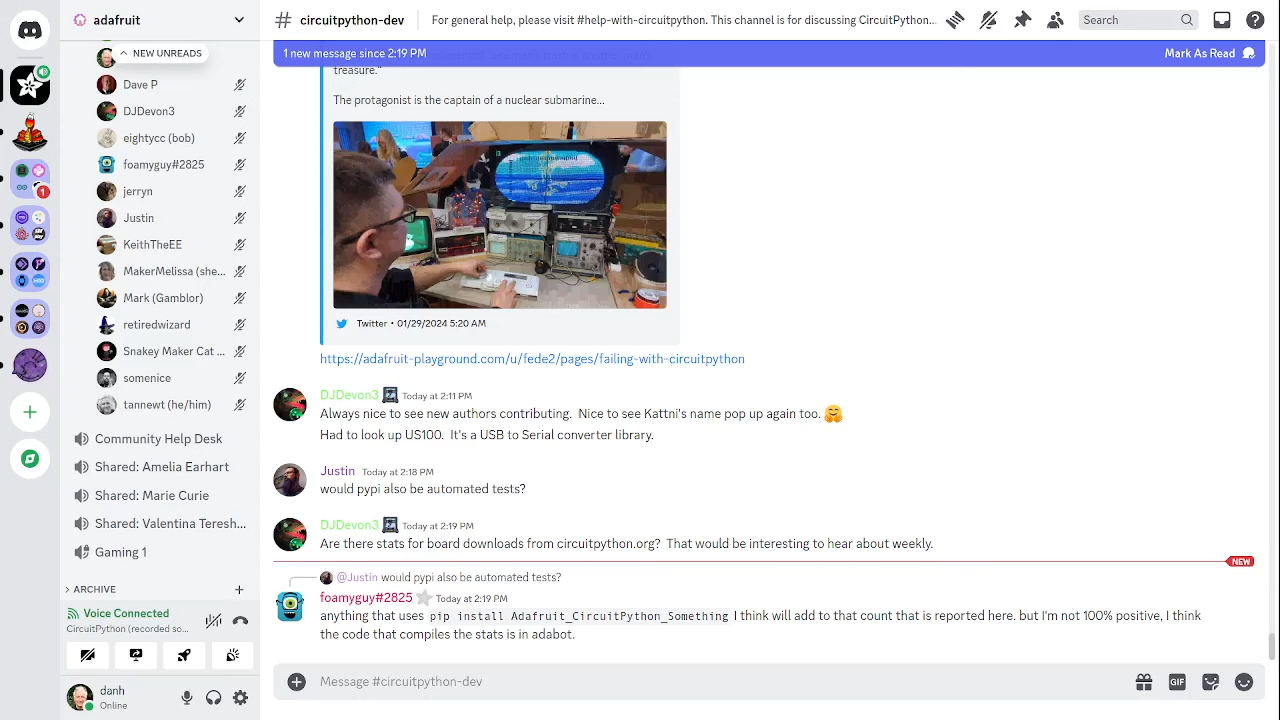 adafruit
# circuitpython-dev
For general help, please visit #help-with-circuitpython. This channel is for discussing CircuitPython...
Search
NEW UNREADS
1 new message since 2:19 PM
Mark As Read
Dave P
DJDevon3
eightycc (bob)
foamyguy#2825
jerryn
Justin
KeithTheEE
MakerMelissa (she...
Mark (Gamblor)
retiredwizard
Snakey Maker Cat ...
somenice
tannewt (he/him)
Community Help Desk
Shared: Amelia Earhart
Shared: Marie Curie
Shared: Valentina Teresh...
Gaming 1
ARCHIVE
Voice Connected
CircuitPython (recorded so...
danh
Online
1
treasure."
The protagonist is the captain of a nuclear submarine...
Twitter • 01/29/2024 5:20 AM
https://adafruit-playground.com/u/fede2/pages/failing-with-circuitpython
DJDevon3 Today at 2:11 PM
Always nice to see new authors contributing. Nice to see Kattni's name pop up again too. 🤗
Had to look up US100. It's a USB to Serial converter library.
Justin Today at 2:18 PM
would pypi also be automated tests?
DJDevon3 Today at 2:19 PM
Are there stats for board downloads from circuitpython.org? That would be interesting to hear about weekly.
NEW
@Justin would pypi also be automated tests?
foamyguy#2825 Today at 2:19 PM
anything that uses pip install Adafruit_CircuitPython_Something I think will add to that count that is reported here. but I'm not 100% positive, I think
the code that compiles the stats is in adabot.
Message #circuitpython-dev
GIF